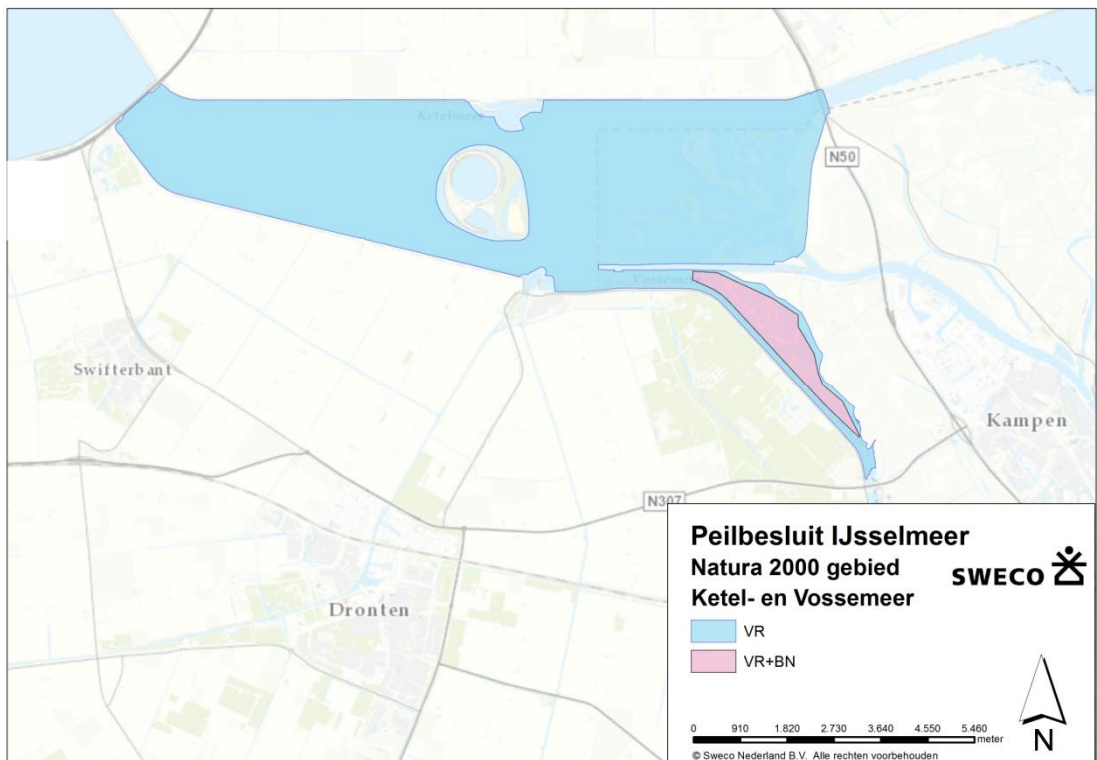 Ketelmeer
N50
Vossemeer
Swifterbant
Kampen
N307
Dronten
Peilbesluit IJsselmeer
Natura 2000 gebied
Ketel- en Vossemeer
SWECO
VR
VR+BN
0 910 1.820 2.730 3.640 4.550 5.460
meter
N
© Sweco Nederland B.V. Alle rechten voorbehouden